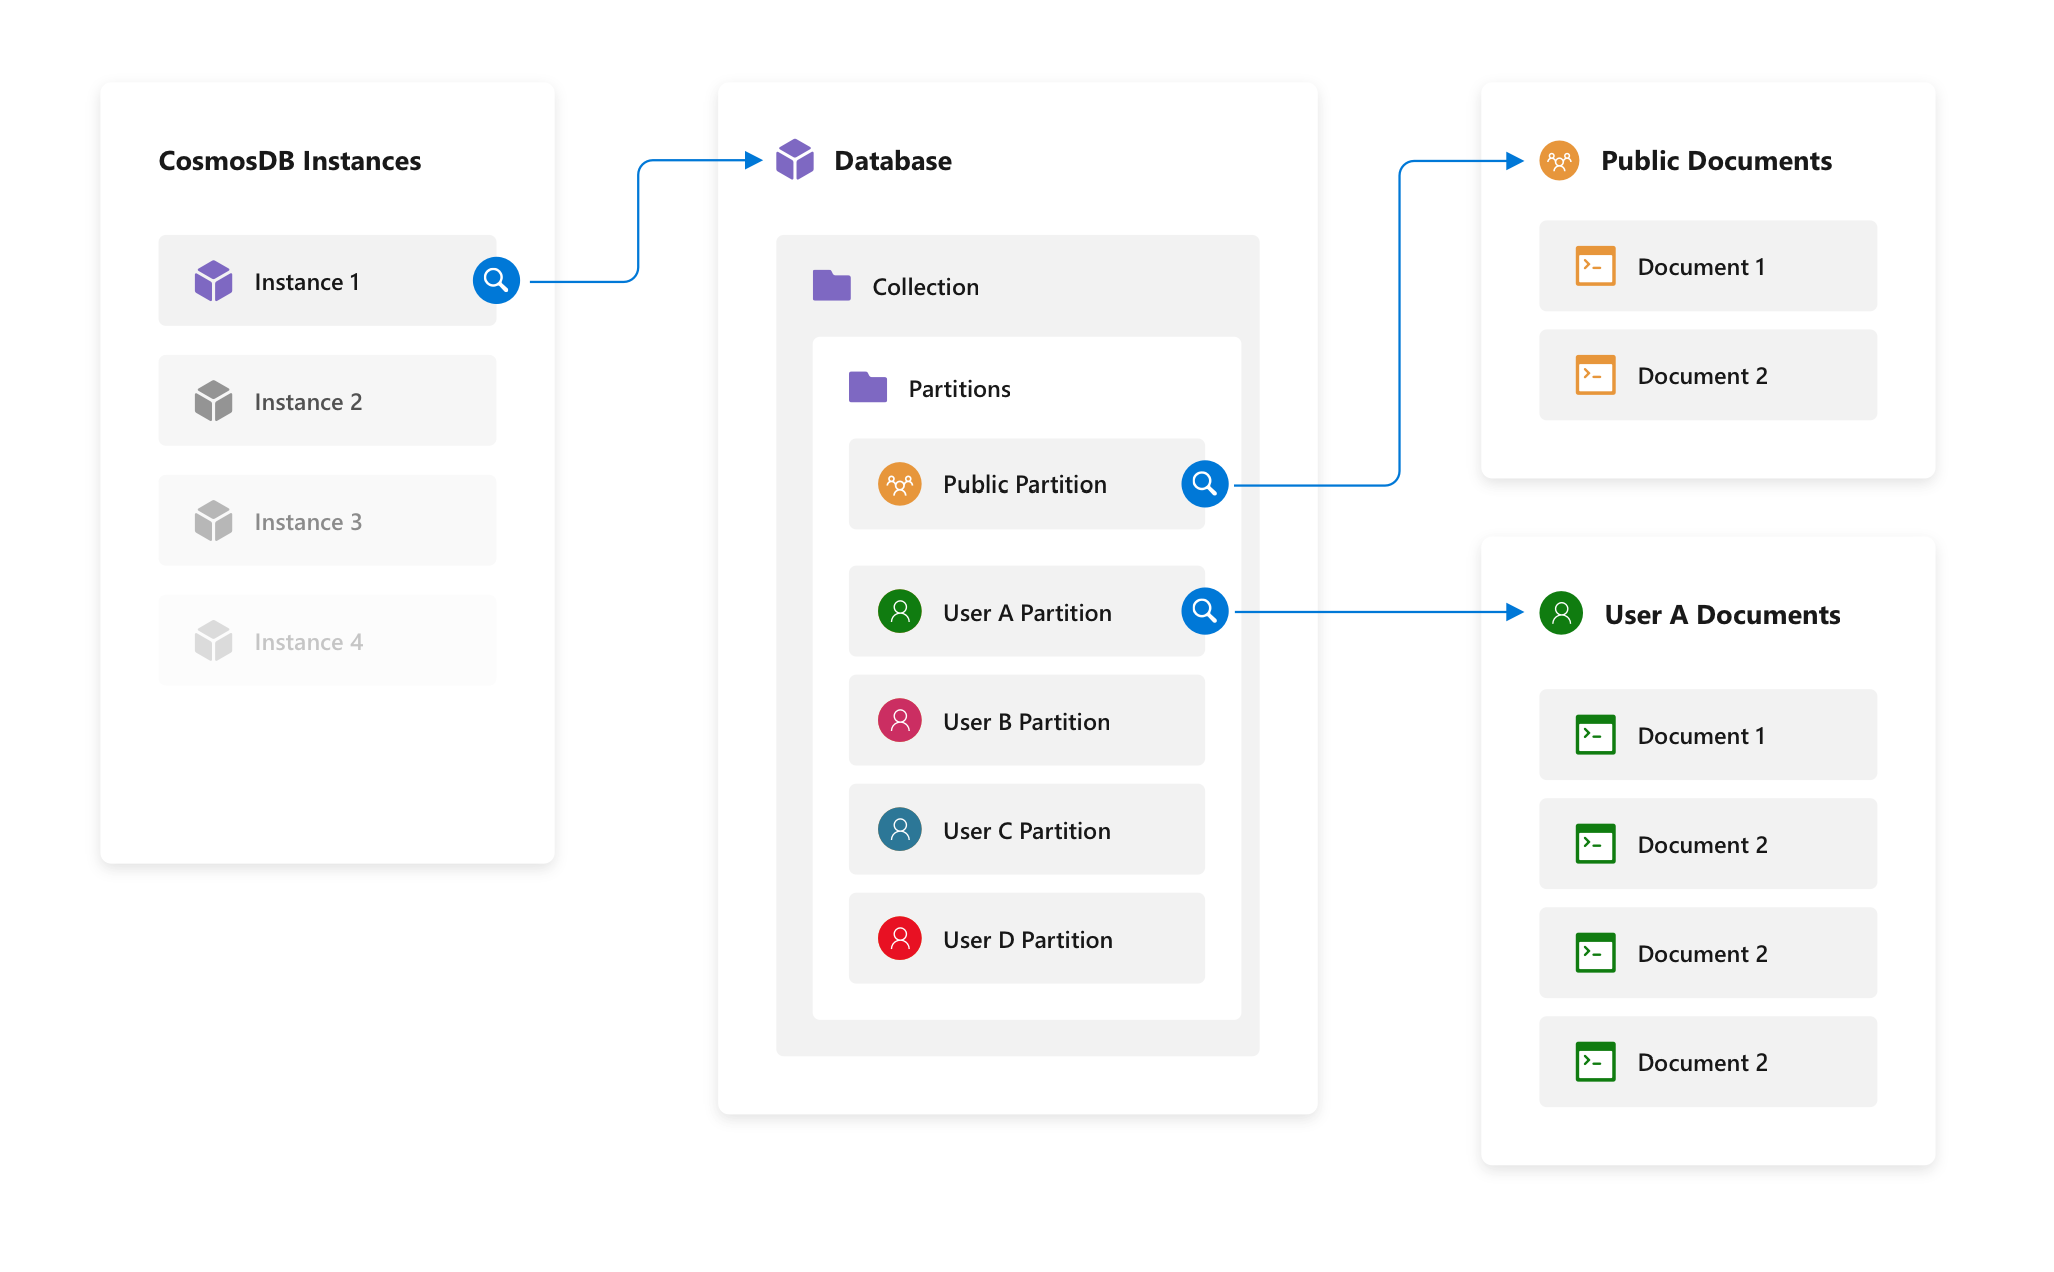 CosmosDB Instances
Instance 1
Instance 2
Instance 3
Instance 4
Database
Collection
Partitions
Public Partition
User A Partition
User B Partition
User C Partition
User D Partition
Public Documents
Document 1
Document 2
User A Documents
Document 1
Document 2
Document 2
Document 2